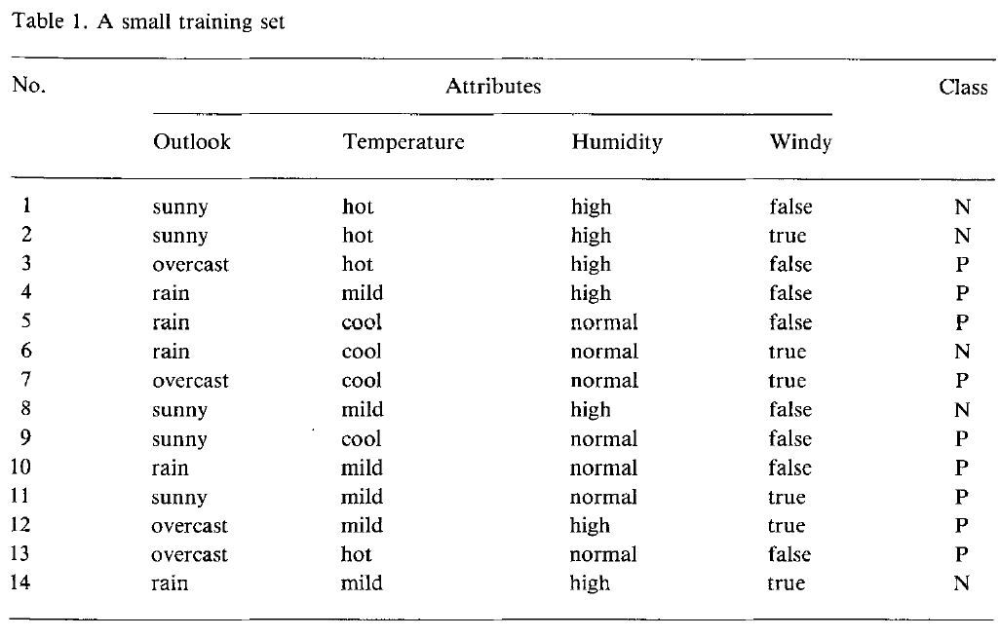 Table 1. A small training set
No. Attributes Class
Outlook Temperature Humidity Windy
1 sunny hot high false N
2 sunny hot high true N
3 overcast hot high false P
4 rain mild high false P
5 rain cool normal false P
6 rain cool normal true N
7 overcast cool normal true P
8 sunny mild high false N
9 sunny cool normal false P
10 rain mild normal false P
11 sunny mild normal true P
12 overcast mild high true P
13 overcast hot normal false P
14 rain mild high true N